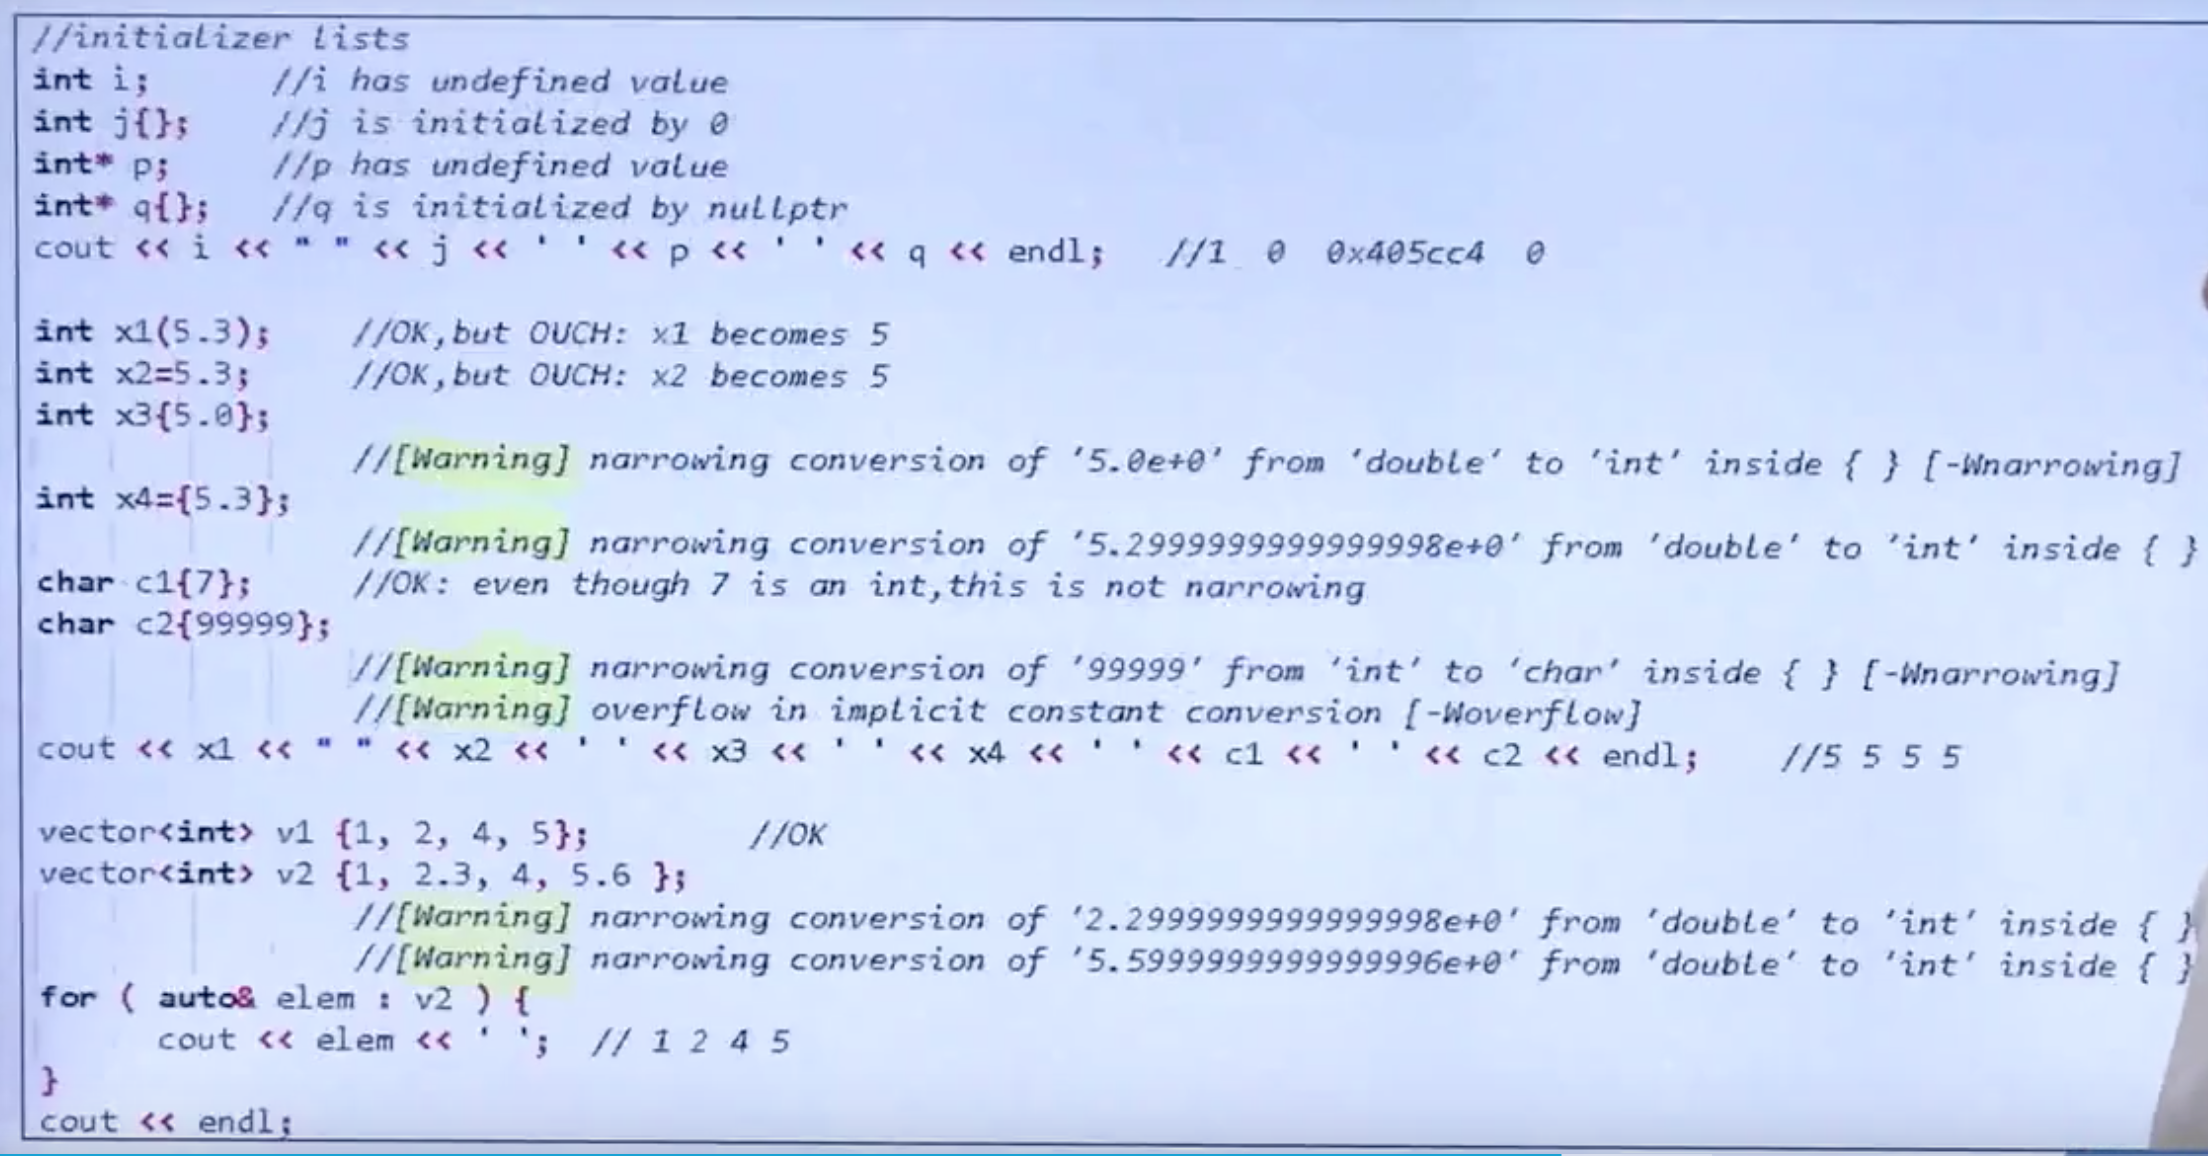 //initializer lists
int i;      //i has undefined value
int j{};    //j is initialized by 0
int* p;     //p has undefined value
int* q{};   //q is initialized by nullptr
cout << i << " " << j << ' ' << p << ' ' << q << endl;   //1  0  0x405cc4  0
int x1(5.3);    //OK,but OUCH: x1 becomes 5
int x2=5.3;     //OK,but OUCH: x2 becomes 5
int x3{5.0};
//[Warning] narrowing conversion of '5.0e+0' from 'double' to 'int' inside { } [-Wnarrowing]
int x4={5.3};
//[Warning] narrowing conversion of '5.2999999999999998e+0' from 'double' to 'int' inside { }
char c1{7};     //OK: even though 7 is an int,this is not narrowing
char c2{99999};
//[Warning] narrowing conversion of '99999' from 'int' to 'char' inside { } [-Wnarrowing]
//[Warning] overflow in implicit constant conversion [-Woverflow]
cout << x1 << " " << x2 << ' ' << x3 << ' ' << x4 << ' ' << c1 << ' ' << c2 << endl;    //5 5 5 5
vector<int> v1 {1, 2, 4, 5};        //OK
vector<int> v2 {1, 2.3, 4, 5.6 };
//[Warning] narrowing conversion of '2.2999999999999998e+0' from 'double' to 'int' inside { }
//[Warning] narrowing conversion of '5.5999999999999996e+0' from 'double' to 'int' inside { }
for ( auto& elem : v2 ) {
cout << elem << ' ';  // 1 2 4 5
}
cout << endl;